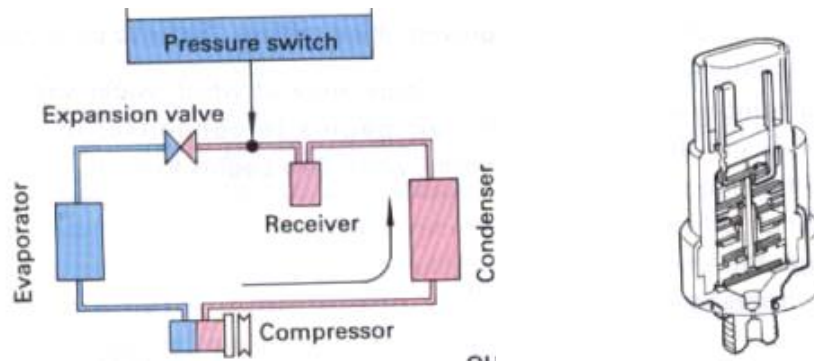 Pressure switch
Expansion valve
Evaporator
Receiver
Condenser
Compressor